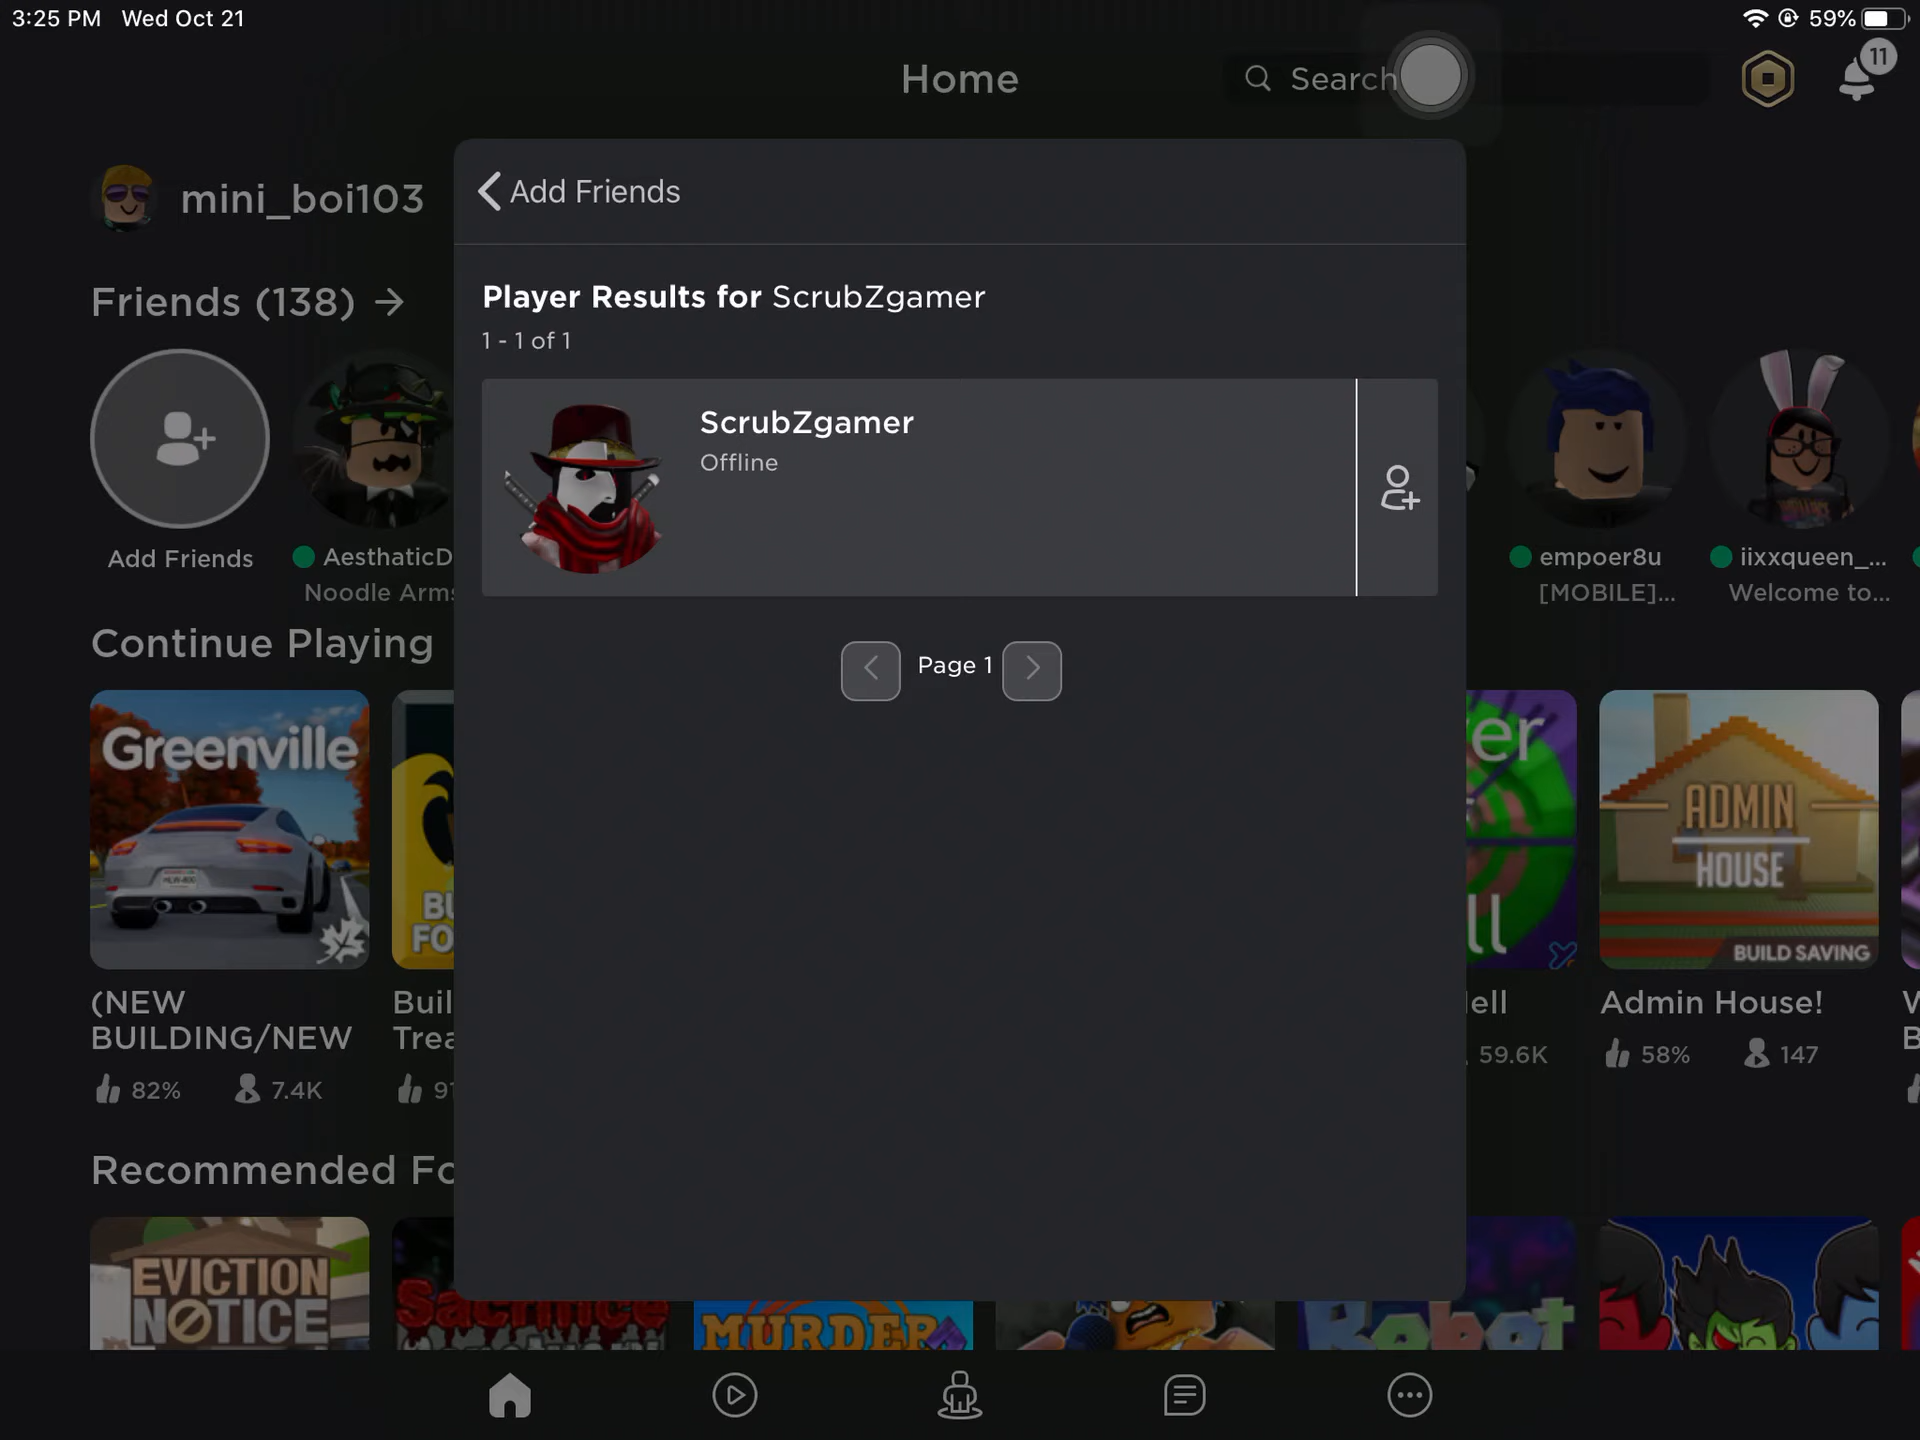 3:25 PM Wed Oct 21
59%
Home
Search
11
mini_boi103
Add Friends
Friends (138)
Player Results for ScrubZgamer
1 - 1 of 1
ScrubZgamer
Offline
Add Friends
AesthaticD
Noodle Arms
empoer8u
[MOBILE]...
iixxqueen_...
Welcome to...
Page 1
Continue Playing
Greenville
ADMIN
HOUSE
BUILD SAVING
(NEW
BUILDING/NEW
82% 7.4K
59.6K
Admin House!
58% 147
Recommended
EVICTION
NOTICE
Sacrifice
MURDER
Robot